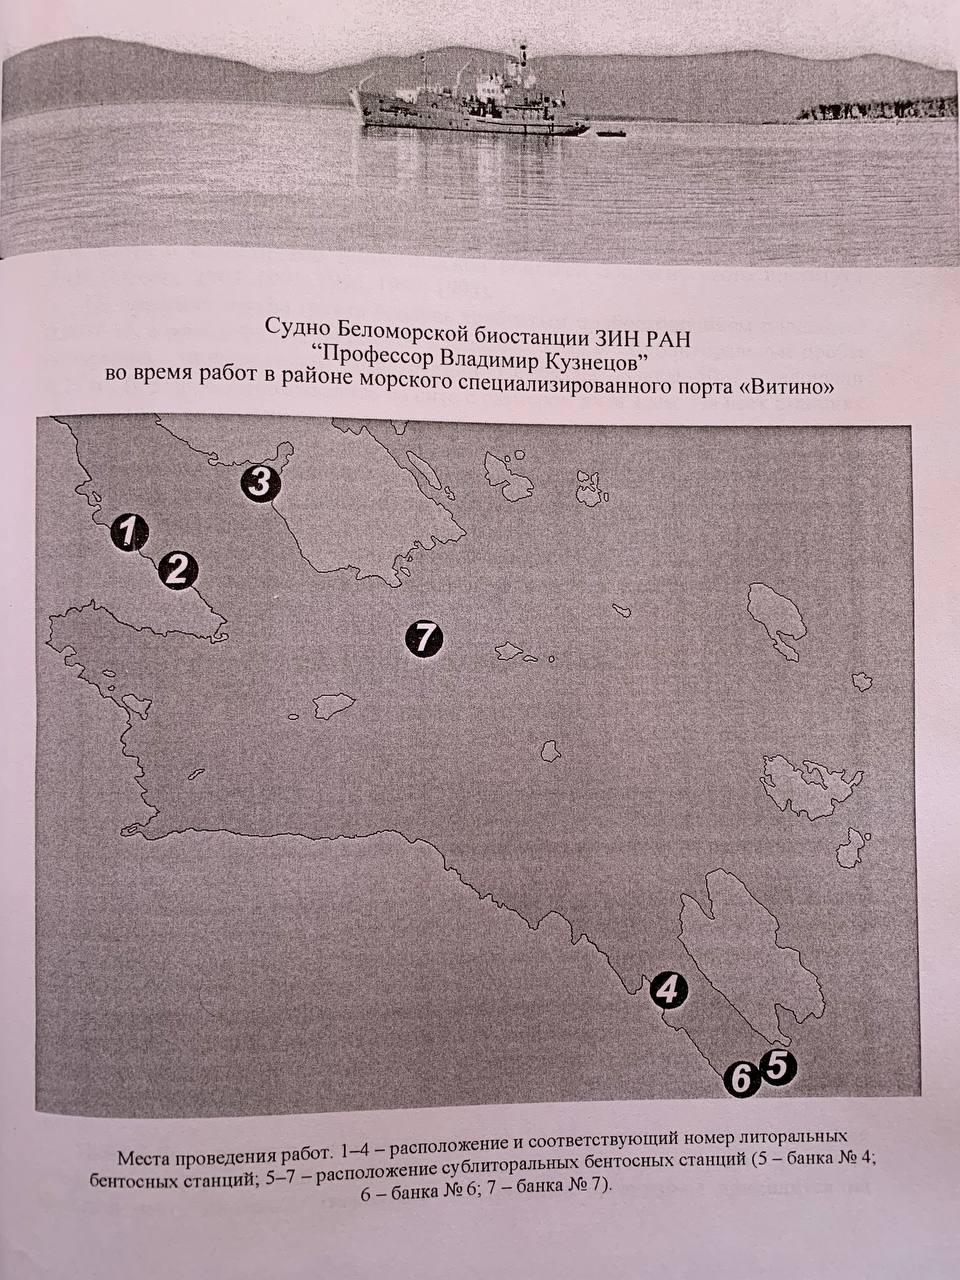 Судно Беломорской биостанции ЗИН РАН
“Профессор Владимир Кузнецов”
во время работ в районе морского специализированного порта «Витино»
3
1
2
7
4
6 5
Места проведения работ. 1–4 – расположение и соответствующий номер литоральных
бентосных станций; 5–7 – расположение сублиторальных бентосных станций (5 – банка № 4;
6 – банка № 6; 7 – банка № 7).